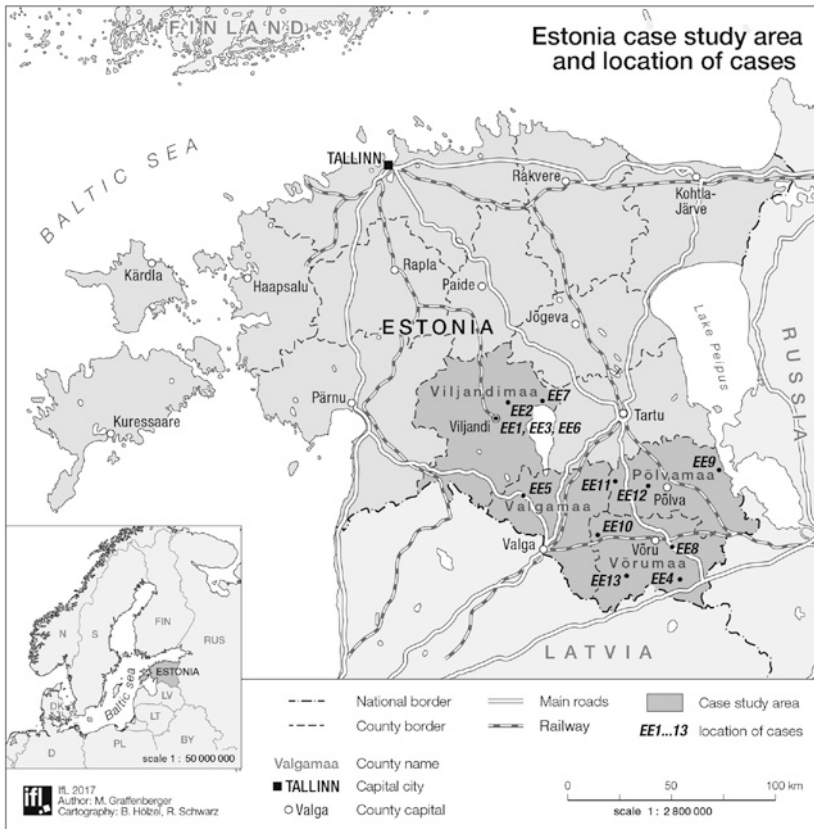 Estonia case study area
and location of cases
FINLAND
BALTIC SEA
TALLINN
Rakvere
Kohtla-
Järve
Kärdla
Haapsalu
Rapla
Paide
Jõgeva
Lake Peipus
RUSSIA
ESTONIA
Kuressaare
Pärnu
Viljandimaa
EE7
EE2
Viljandi
EE1, EE3, EE6
Tartu
EE9
Põlvamaa
EE11
EE12
Põlva
EE5
Valgamaa
EE10
Valga
Võru
EE8
Võrumaa
EE13
EE4
LATVIA
N
S
FIN
RUS
ESTONIA
Baltic sea
LV
DK
LT
D
PL
BY
scale 1 : 50 000 000
National border
County border
Main roads
Railway
Case study area
EE1...13 location of cases
Valgamaa County name
TALLINN Capital city
Valga County capital
0 50 100 km
scale 1 : 2 800 000
ifl
IfL 2017
Author: M. Graffenberger
Cartography: B. Hölzel, R. Schwarz